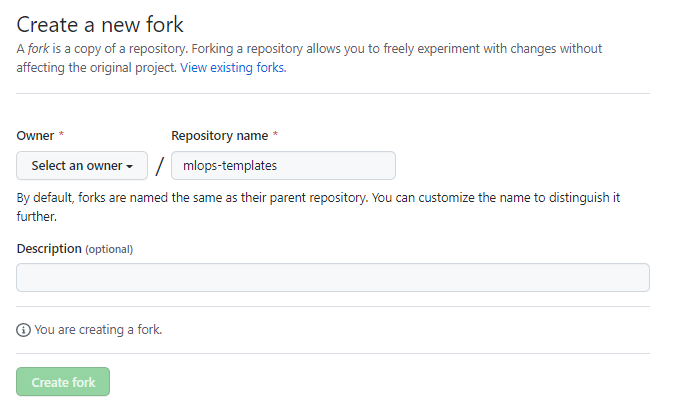 Create a new fork
A fork is a copy of a repository. Forking a repository allows you to freely experiment with changes without
affecting the original project. View existing forks.
Owner * Repository name *
Select an owner / mlops-templates
By default, forks are named the same as their parent repository. You can customize the name to distinguish it
further.
Description (optional)
You are creating a fork.
Create fork